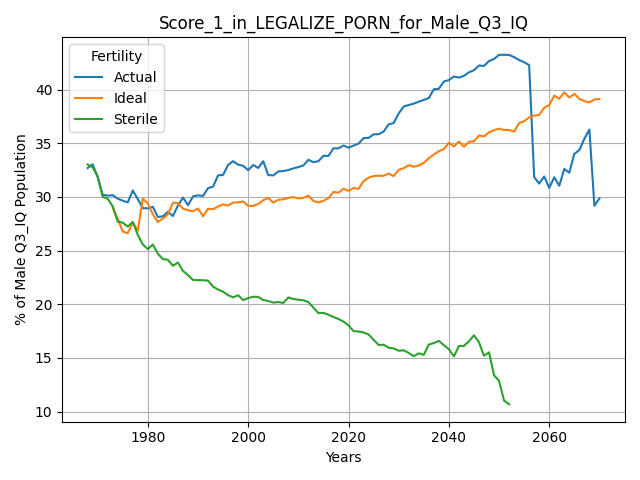 Score_1_in_LEGALIZE_PORN_for_Male_Q3_IQ
Fertility
Actual
Ideal
Sterile
% of Male Q3_IQ Population
40
35
30
25
20
15
10
1980
2000
2020
2040
2060
Years